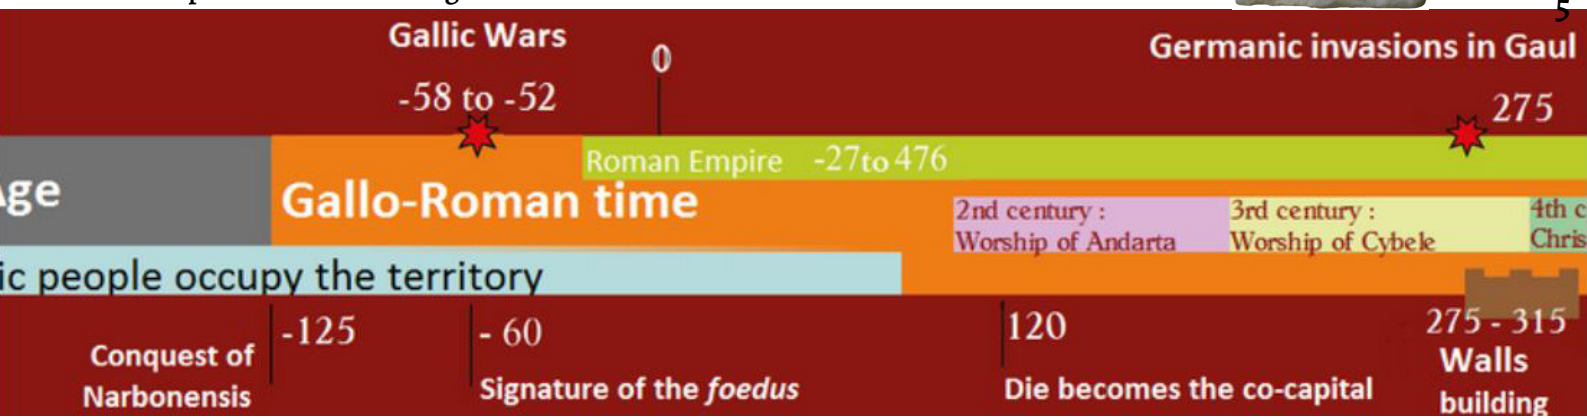 5
Gallic Wars
-58 to -52
0
Germanic invasions in Gaul
275
Age
Gallo-Roman time
Roman Empire -27to 476
2nd century :
Worship of Andarta
3rd century :
Worship of Cybele
4th c
Chris
ic people occupy the territory
-125
Conquest of
Narbonensis
- 60
Signature of the foedus
120
Die becomes the co-capital
275 - 315
Walls
building